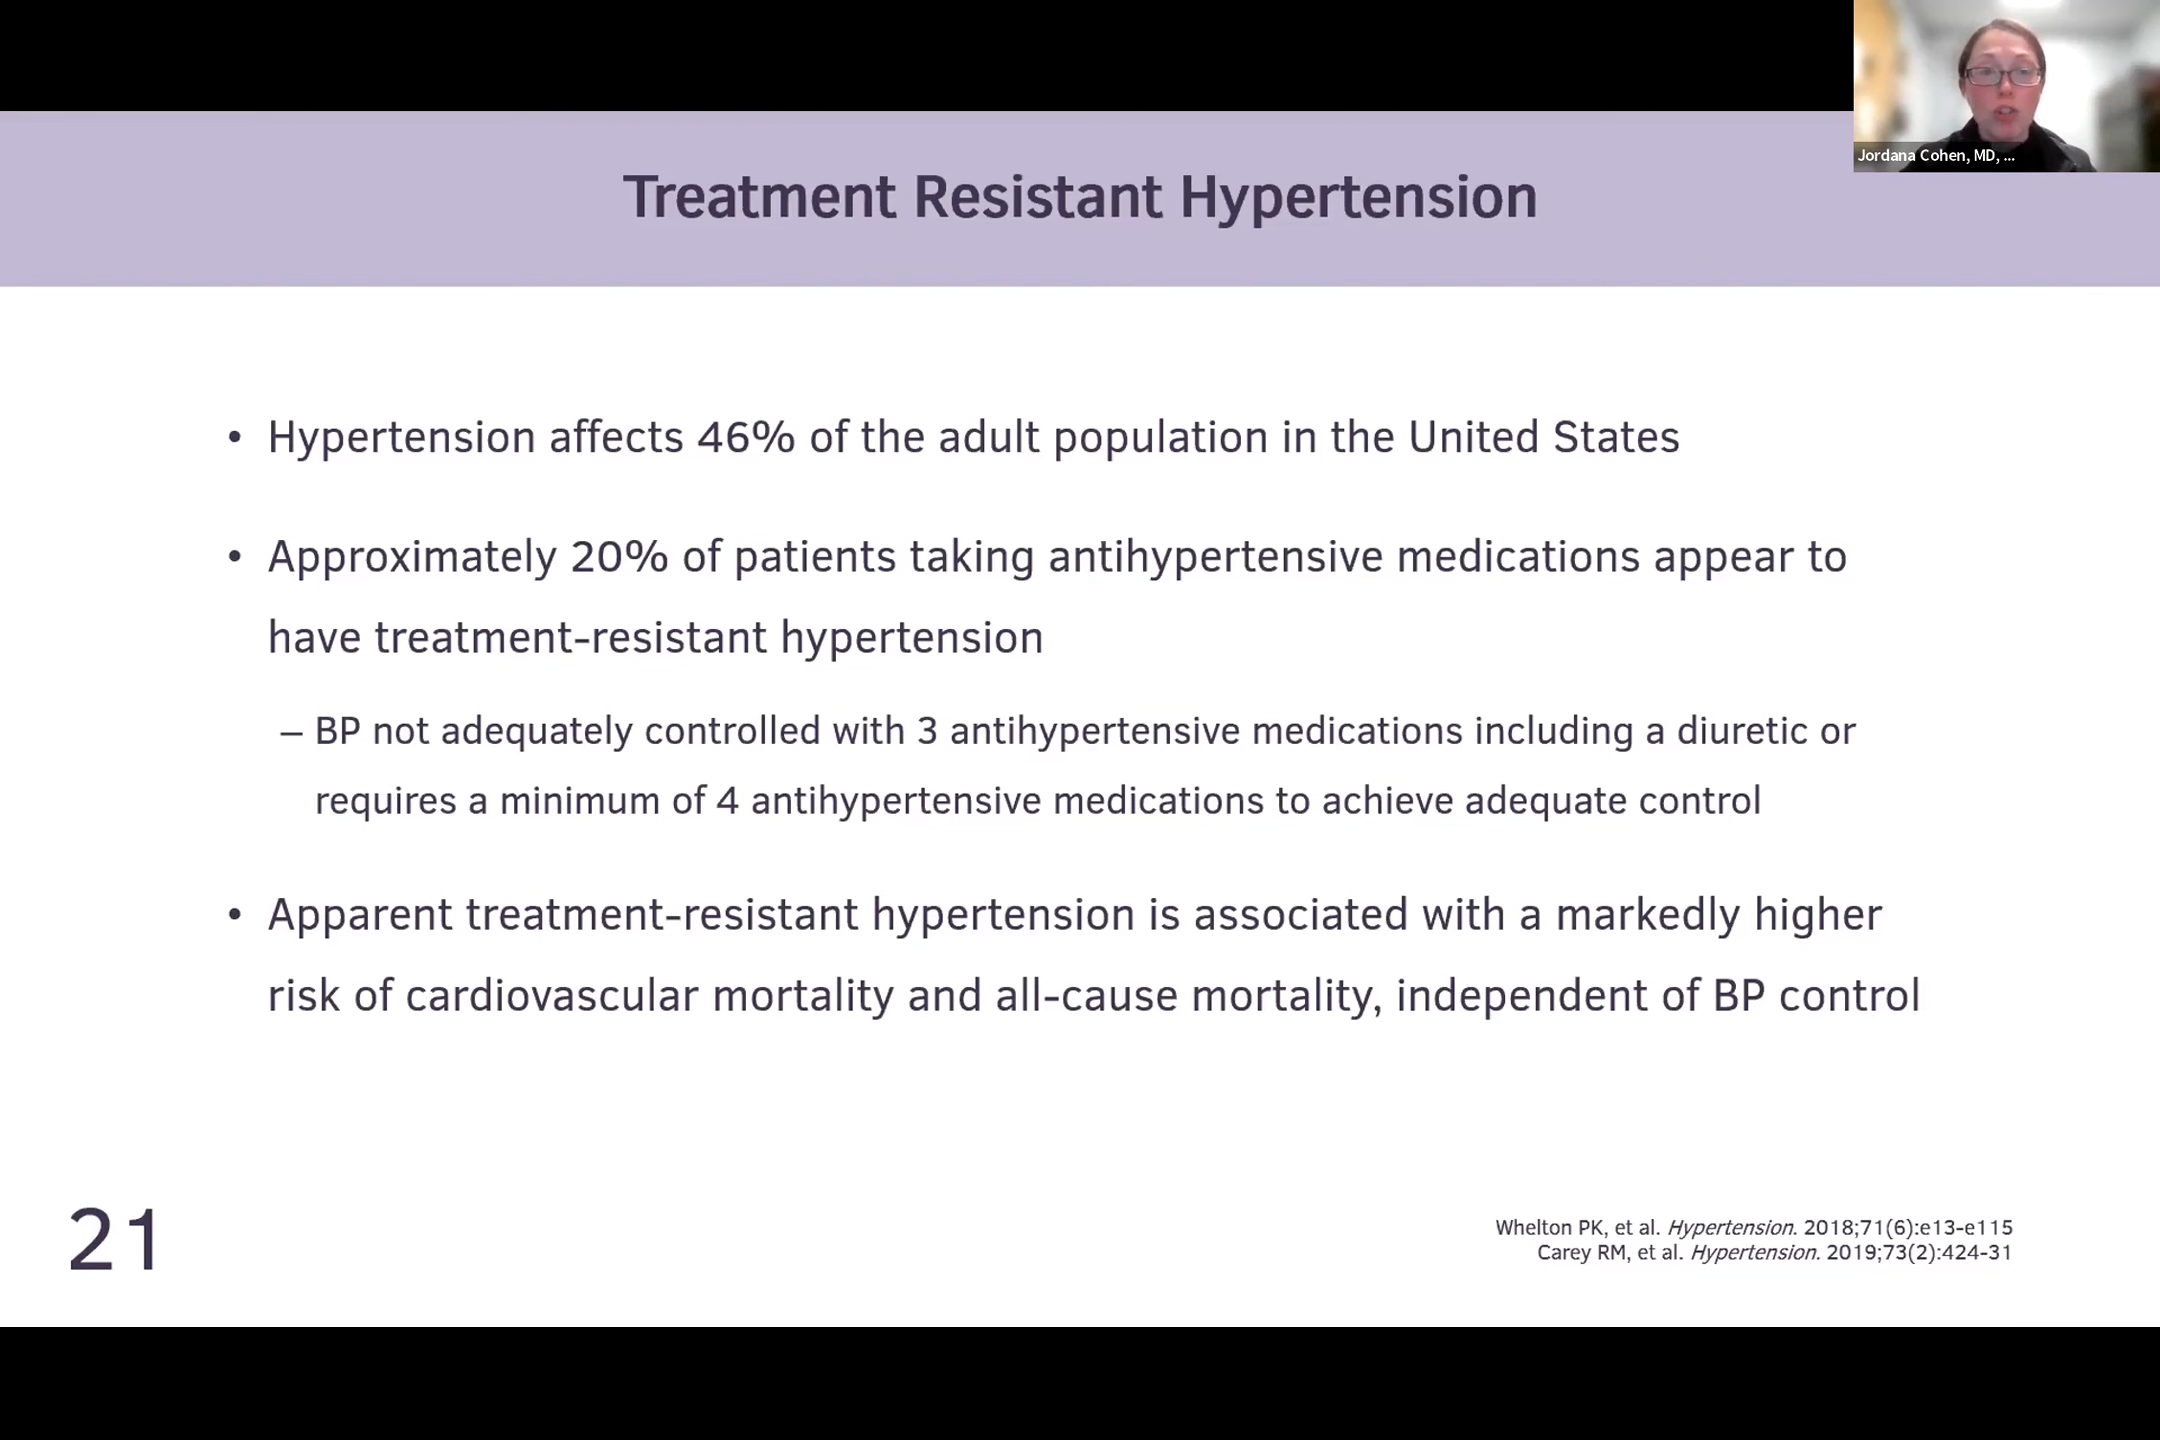 Jordana Cohen, MD, ...
Treatment Resistant Hypertension
• Hypertension affects 46% of the adult population in the United States
• Approximately 20% of patients taking antihypertensive medications appear to
have treatment-resistant hypertension
– BP not adequately controlled with 3 antihypertensive medications including a diuretic or
requires a minimum of 4 antihypertensive medications to achieve adequate control
• Apparent treatment-resistant hypertension is associated with a markedly higher
risk of cardiovascular mortality and all-cause mortality, independent of BP control
21
Whelton PK, et al. Hypertension. 2018;71(6):e13-e115
Carey RM, et al. Hypertension. 2019;73(2):424-31